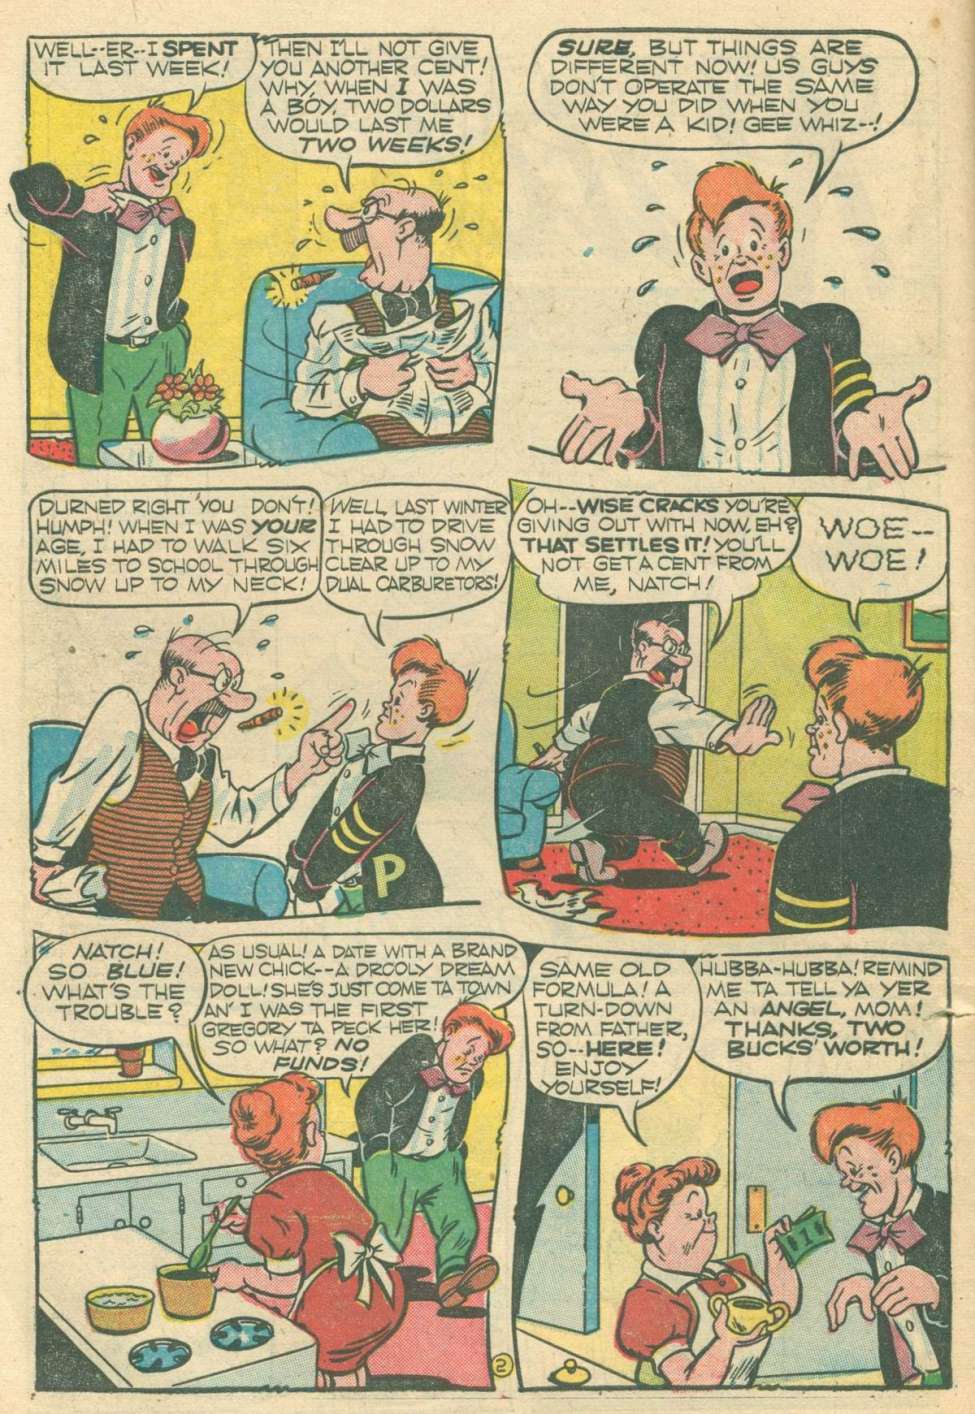 WELL--ER--I SPENT
IT LAST WEEK!
THEN I'LL NOT GIVE
YOU ANOTHER CENT!
WHY, WHEN I WAS
A BOY, TWO DOLLARS
WOULD LAST ME
TWO WEEKS!
SURE, BUT THINGS ARE
DIFFERENT NOW! US GUYS
DON'T OPERATE THE SAME
WAY YOU DID WHEN YOU
WERE A KID! GEE WHIZ--!
DURNED RIGHT YOU DON'T!
HUMPH! WHEN I WAS YOUR
AGE, I HAD TO WALK SIX
MILES TO SCHOOL THROUGH
SNOW UP TO MY NECK!
WELL, LAST WINTER
I HAD TO DRIVE
THROUGH SNOW
CLEAR UP TO MY
DUAL CARBURETORS!
P
OH--WISE CRACKS YOU'RE
GIVING OUT WITH NOW, EH?
THAT SETTLES IT! YOU'LL
NOT GET A CENT FROM
ME, NATCH!
WOE--
WOE!
NATCH!
SO BLUE!
WHAT'S THE
TROUBLE?
AS USUAL! A DATE WITH A BRAND
NEW CHICK--A DROOLY DREAM
DOLL! SHE'S JUST COME TA TOWN
AN' I WAS THE FIRST
GREGORY TA PECK HER!
SO WHAT? NO
FUNDS!
2
SAME OLD
FORMULA! A
TURN-DOWN
FROM FATHER,
SO--HERE!
ENJOY
YOURSELF!
HUBBA-HUBBA! REMIND
ME TA TELL YA YER
AN ANGEL, MOM!
THANKS, TWO
BUCKS' WORTH!
1